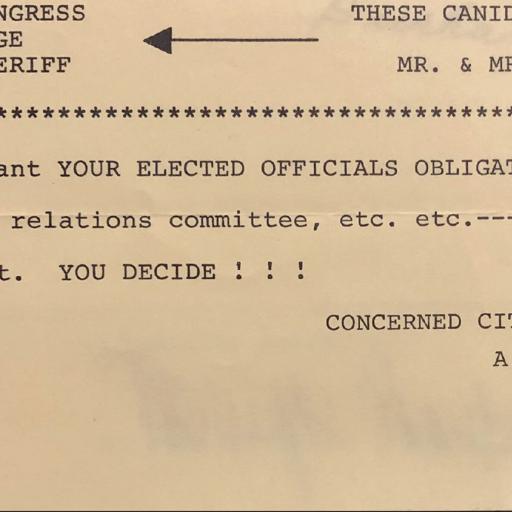 NGRESS THESE CANID
GE
ERIFF MR. & MR
****************************************
ant YOUR ELECTED OFFICIALS OBLIGAT
relations committee, etc. etc.---
t. YOU DECIDE ! ! !
CONCERNED CIT
A